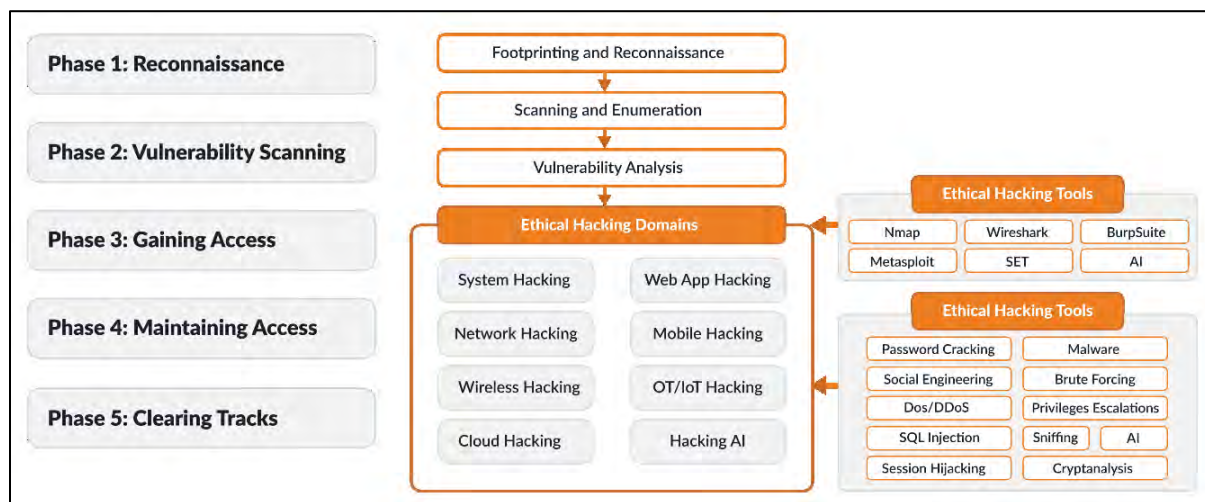 Phase 1: Reconnaissance
Phase 2: Vulnerability Scanning
Phase 3: Gaining Access
Phase 4: Maintaining Access
Phase 5: Clearing Tracks
Footprinting and Reconnaissance
Scanning and Enumeration
Vulnerability Analysis
Ethical Hacking Domains
System Hacking
Web App Hacking
Network Hacking
Mobile Hacking
Wireless Hacking
OT/IoT Hacking
Cloud Hacking
Hacking AI
Ethical Hacking Tools
Nmap
Wireshark
BurpSuite
Metasploit
SET
AI
Ethical Hacking Tools
Password Cracking
Malware
Social Engineering
Brute Forcing
Dos/DDoS
Privileges Escalations
SQL Injection
Sniffing
AI
Session Hijacking
Cryptanalysis